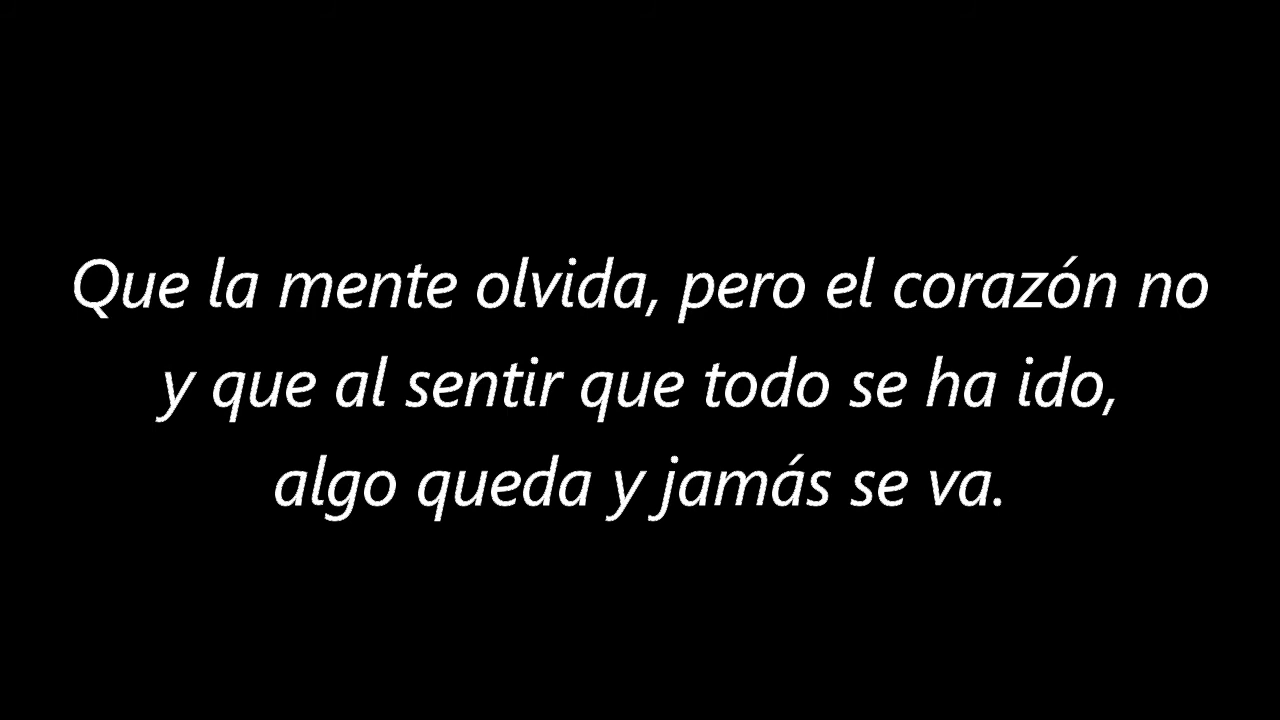 Que la mente olvida, pero el corazón no
y que al sentir que todo se ha ido,
algo queda y jamás se va.